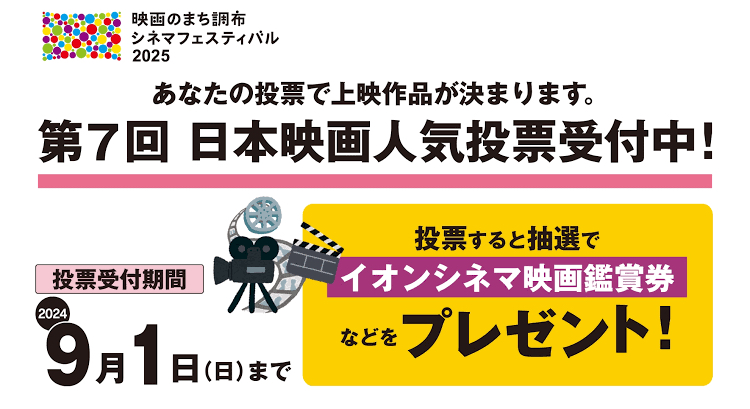 映画のまち調布
シネマフェスティバル
2025
あなたの投票で上映作品が決まります。
第7回 日本映画人気投票受付中!
投票受付期間
2024
9月1日(日)まで
投票すると抽選で
イオンシネマ映画鑑賞券
などをプレゼント!